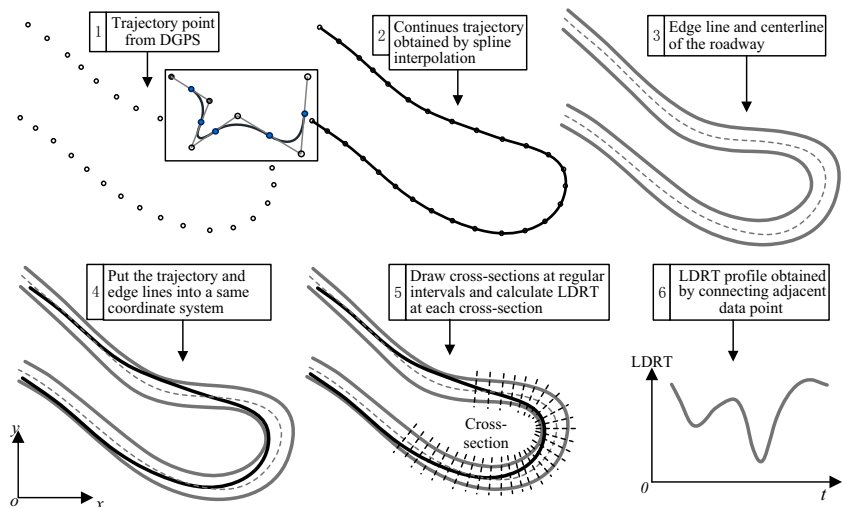 1
Trajectory point
from DGPS
2
Continues trajectory
obtained by spline
interpolation
3
Edge line and centerline
of the roadway
4
Put the trajectory and
edge lines into a same
coordinate system
y
o
x
5
Draw cross-sections at regular
intervals and calculate LDRT
at each cross-section
Cross-
section
6
LDRT profile obtained
by connecting adjacent
data point
LDRT
0
t